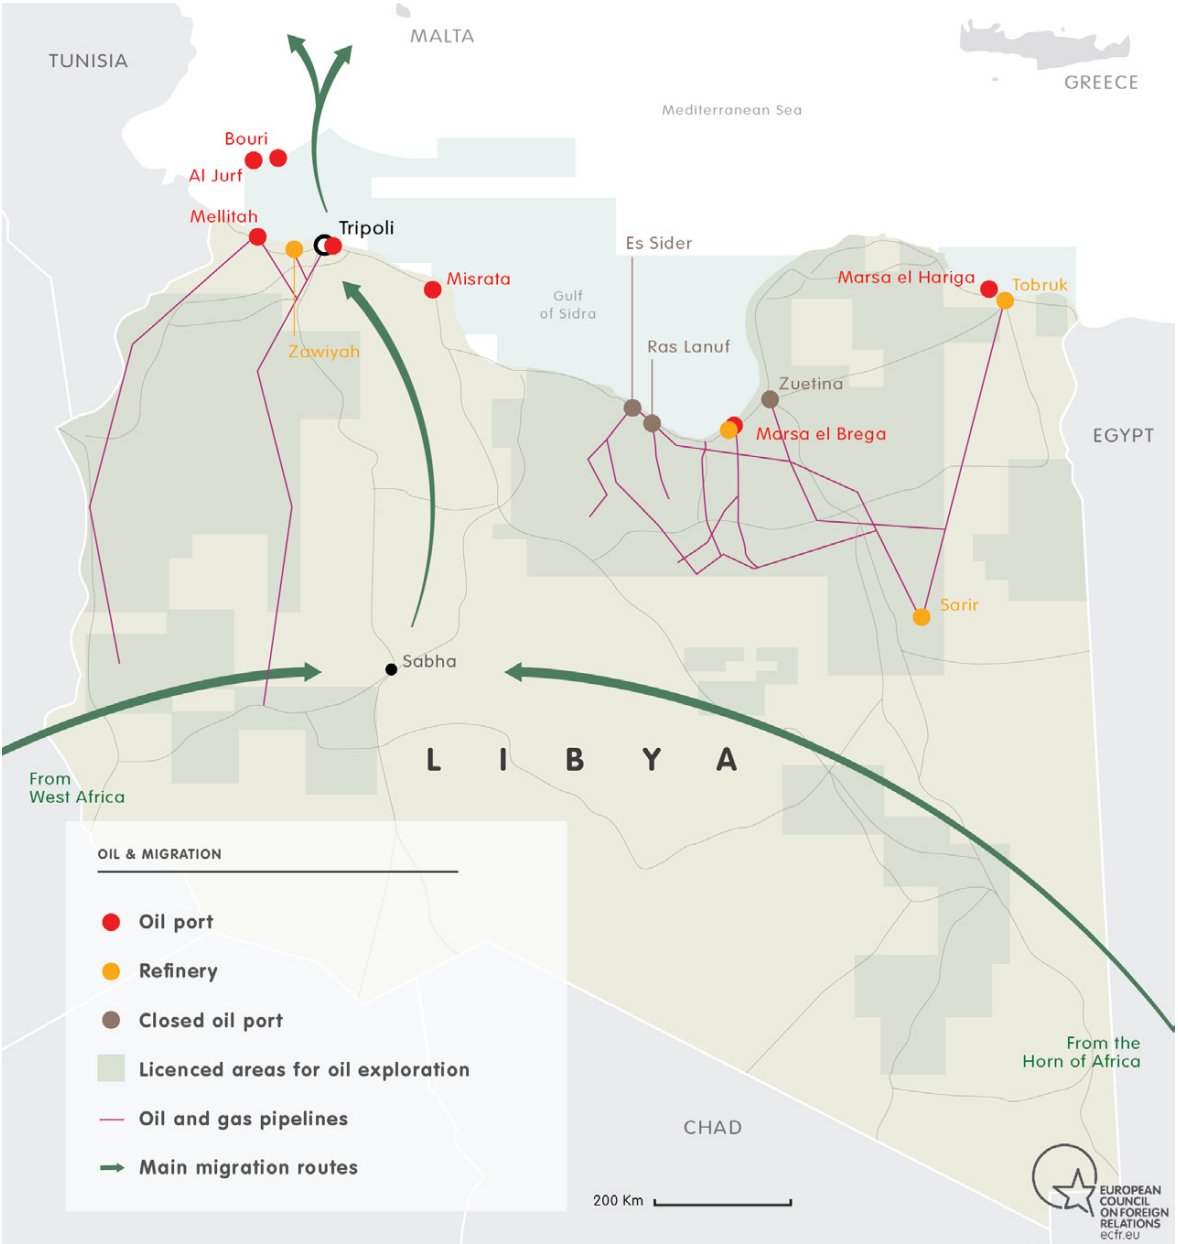 TUNISIA
MALTA
GREECE
Mediterranean Sea
Bouri
Al Jurf
Mellitah
Tripoli
Misrata
Zawiyah
Gulf
of Sidra
Es Sider
Ras Lanuf
Zuetina
Marsa el Brega
Marsa el Hariga
Tobruk
EGYPT
Sarir
Sabha
LIBYA
From
West Africa
From the
Horn of Africa
CHAD
OIL & MIGRATION
Oil port
Refinery
Closed oil port
Licenced areas for oil exploration
Oil and gas pipelines
Main migration routes
200 Km
EUROPEAN
COUNCIL
ON FOREIGN
RELATIONS
ecfr.eu